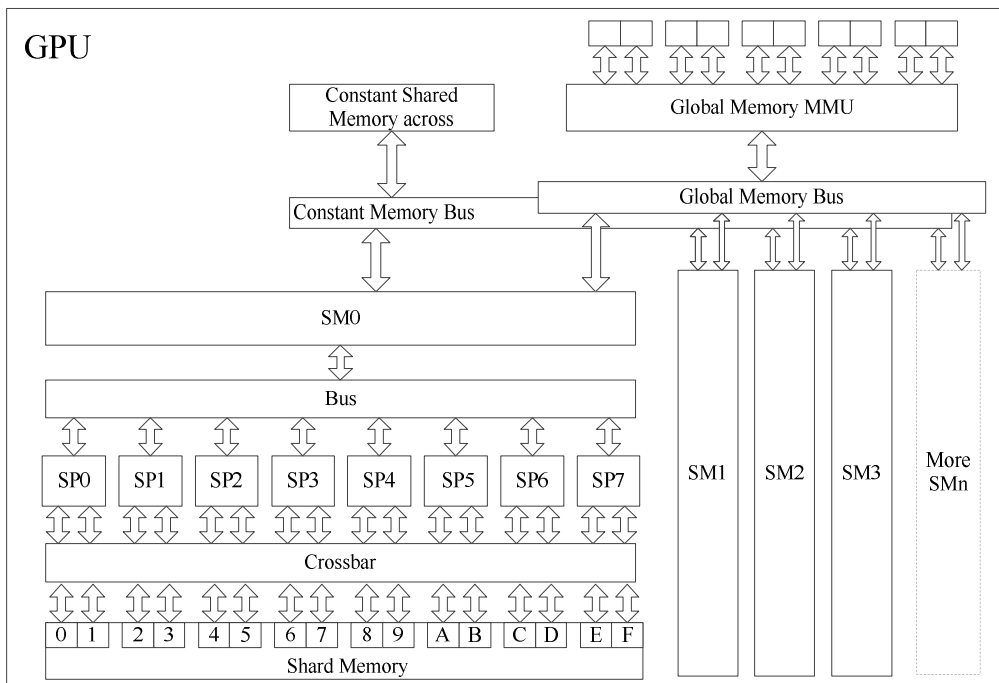 GPU
Constant Shared
Memory across
Global Memory MMU
Global Memory Bus
Constant Memory Bus
SM0
Bus
SP0 SP1 SP2 SP3 SP4 SP5 SP6 SP7
SM1 SM2 SM3 More
SMn
Crossbar
0 1 2 3 4 5 6 7 8 9 A B C D E F
Shard Memory